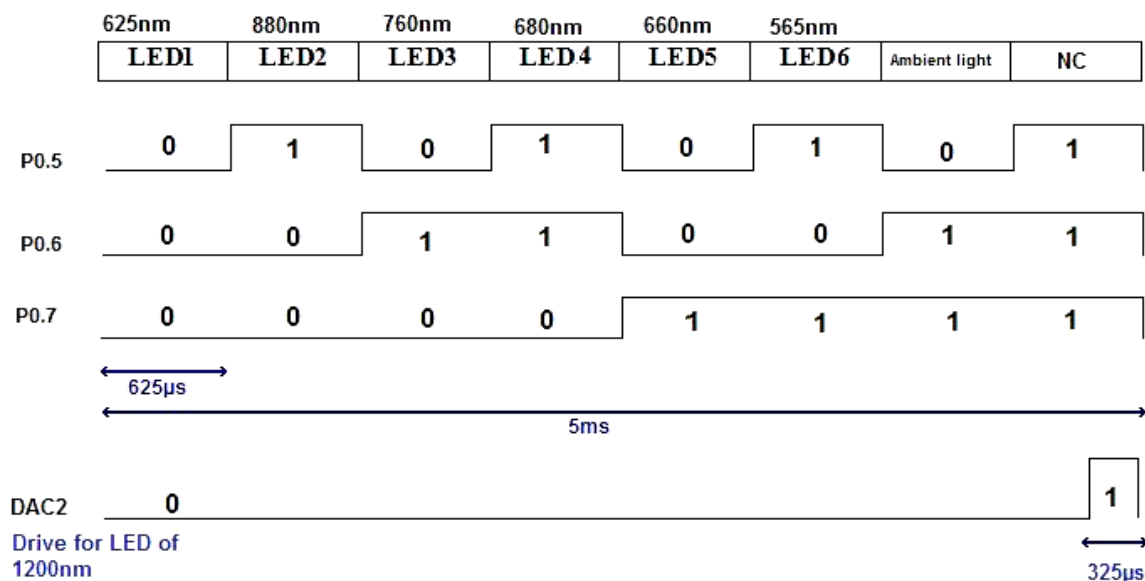 625nm 880nm 760nm 680nm 660nm 565nm
LED1 LED2 LED3 LED4 LED5 LED6 Ambient light NC
P0.5 0 1 0 1 0 1 0 1
P0.6 0 0 1 1 0 0 1 1
P0.7 0 0 0 0 1 1 1 1
625µs
5ms
DAC2 0 1
Drive for LED of
1200nm 325µs